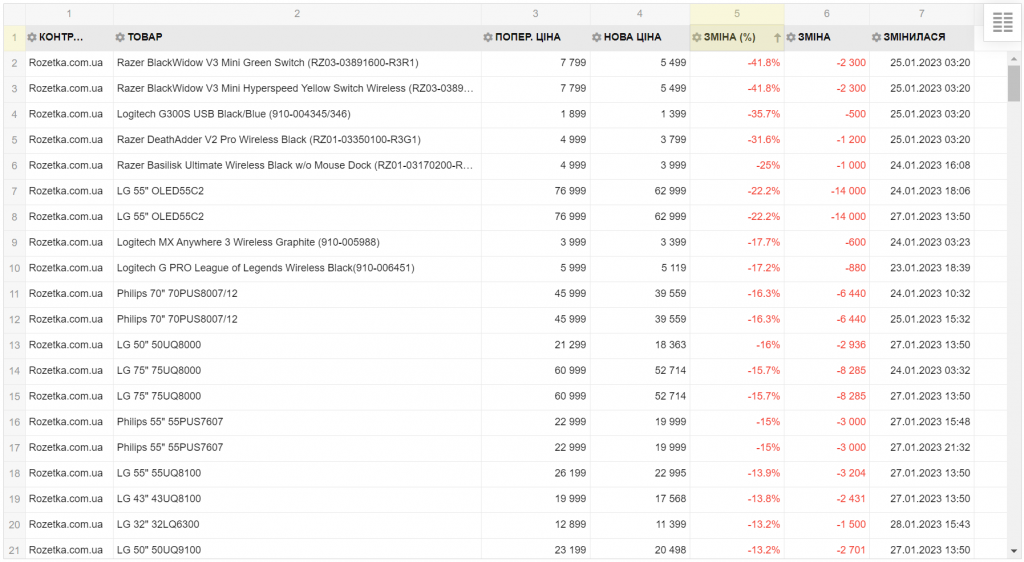 1 2 3 4 5 6 7
1 КОНТР... ТОВАР ПОПЕР. ЦІНА НОВА ЦІНА ЗМІНА (%) ЗМІНА ЗМІНИЛАСЯ
2 Rozetka.com.ua Razer BlackWidow V3 Mini Green Switch (RZ03-03891600-R3R1) 7 799 5 499 -41.8% -2 300 25.01.2023 03:20
3 Rozetka.com.ua Razer BlackWidow V3 Mini Hyperspeed Yellow Switch Wireless (RZ03-0389... 7 799 5 499 -41.8% -2 300 25.01.2023 03:20
4 Rozetka.com.ua Logitech G300S USB Black/Blue (910-004345/346) 1 899 1 399 -35.7% -500 25.01.2023 03:20
5 Rozetka.com.ua Razer DeathAdder V2 Pro Wireless Black (RZ01-03350100-R3G1) 4 999 3 799 -31.6% -1 200 25.01.2023 03:20
6 Rozetka.com.ua Razer Basilisk Ultimate Wireless Black w/o Mouse Dock (RZ01-03170200-R... 4 999 3 999 -25% -1 000 24.01.2023 16:08
7 Rozetka.com.ua LG 55" OLED55C2 76 999 62 999 -22.2% -14 000 24.01.2023 18:06
8 Rozetka.com.ua LG 55" OLED55C2 76 999 62 999 -22.2% -14 000 27.01.2023 13:50
9 Rozetka.com.ua Logitech MX Anywhere 3 Wireless Graphite (910-005988) 3 999 3 399 -17.7% -600 24.01.2023 03:23
10 Rozetka.com.ua Logitech G PRO League of Legends Wireless Black(910-006451) 5 999 5 119 -17.2% -880 23.01.2023 18:39
11 Rozetka.com.ua Philips 70" 70PUS8007/12 45 999 39 559 -16.3% -6 440 24.01.2023 10:32
12 Rozetka.com.ua Philips 70" 70PUS8007/12 45 999 39 559 -16.3% -6 440 25.01.2023 15:32
13 Rozetka.com.ua LG 50" 50UQ8000 21 299 18 363 -16% -2 936 27.01.2023 13:50
14 Rozetka.com.ua LG 75" 75UQ8000 60 999 52 714 -15.7% -8 285 24.01.2023 03:32
15 Rozetka.com.ua LG 75" 75UQ8000 60 999 52 714 -15.7% -8 285 27.01.2023 13:50
16 Rozetka.com.ua Philips 55" 55PUS7607 22 999 19 999 -15% -3 000 27.01.2023 15:48
17 Rozetka.com.ua Philips 55" 55PUS7607 22 999 19 999 -15% -3 000 27.01.2023 21:32
18 Rozetka.com.ua LG 55" 55UQ8100 26 199 22 995 -13.9% -3 204 27.01.2023 13:50
19 Rozetka.com.ua LG 43" 43UQ8100 19 999 17 568 -13.8% -2 431 27.01.2023 13:50
20 Rozetka.com.ua LG 32" 32LQ6300 12 899 11 399 -13.2% -1 500 28.01.2023 15:43
21 Rozetka.com.ua LG 50" 50UQ9100 23 199 20 498 -13.2% -2 701 27.01.2023 13:50